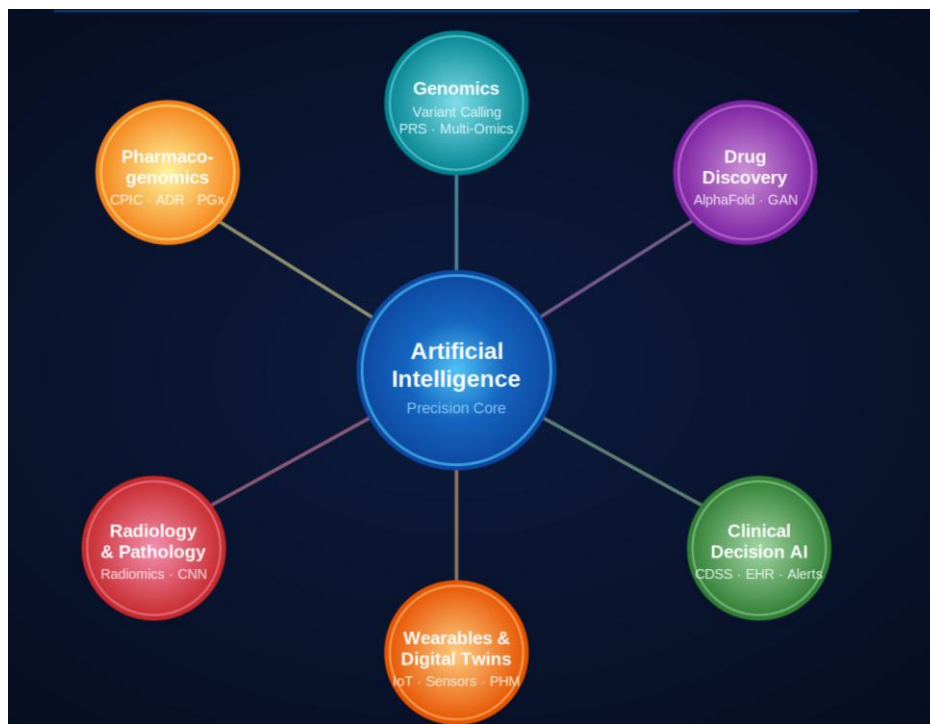 Genomics
Variant Calling
PRS · Multi-Omics
Pharmaco-
genomics
CPIC · ADR · PGx
Drug
Discovery
AlphaFold · GAN
Artificial
Intelligence
Precision Core
Radiology
& Pathology
Radiomics · CNN
Clinical
Decision AI
CDSS · EHR · Alerts
Wearables &
Digital Twins
IoT · Sensors · PHM